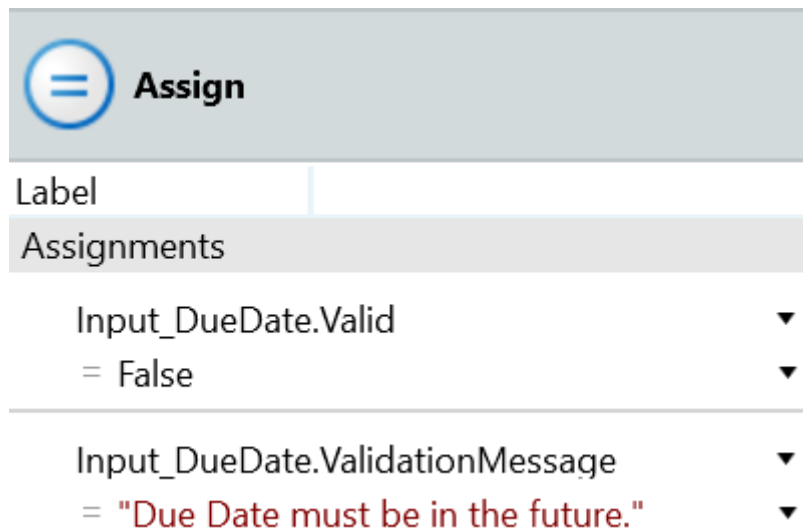 Assign
Label
Assignments
Input_DueDate.Valid
= False
Input_DueDate.ValidationMessage
= "Due Date must be in the future."